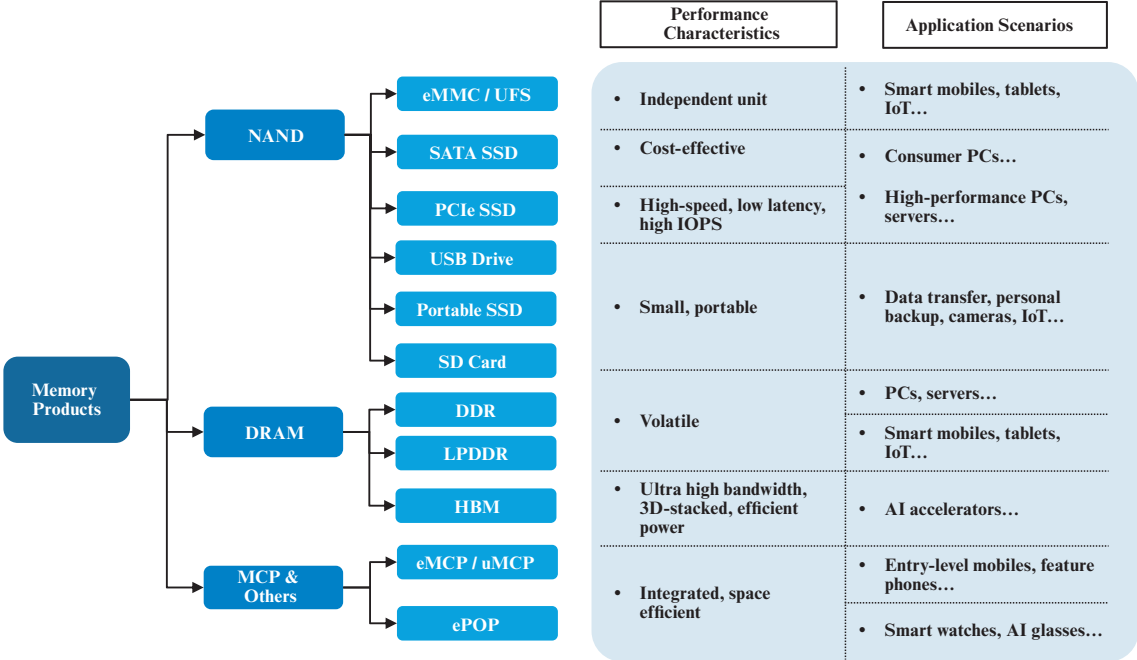 Performance
Characteristics
Application Scenarios
Memory
Products
NAND
eMMC / UFS
SATA SSD
PCIe SSD
USB Drive
Portable SSD
SD Card
DRAM
DDR
LPDDR
HBM
MCP &
Others
eMCP / uMCP
ePOP
• Independent unit
• Smart mobiles, tablets,
IoT…
• Cost-effective
• Consumer PCs…
• High-speed, low latency,
high IOPS
• High-performance PCs,
servers…
• Small, portable
• Data transfer, personal
backup, cameras, IoT…
• Volatile
• PCs, servers…
• Smart mobiles, tablets,
IoT…
• Ultra high bandwidth,
3D-stacked, efficient
power
• AI accelerators…
• Integrated, space
efficient
• Entry-level mobiles, feature
phones…
• Smart watches, AI glasses…